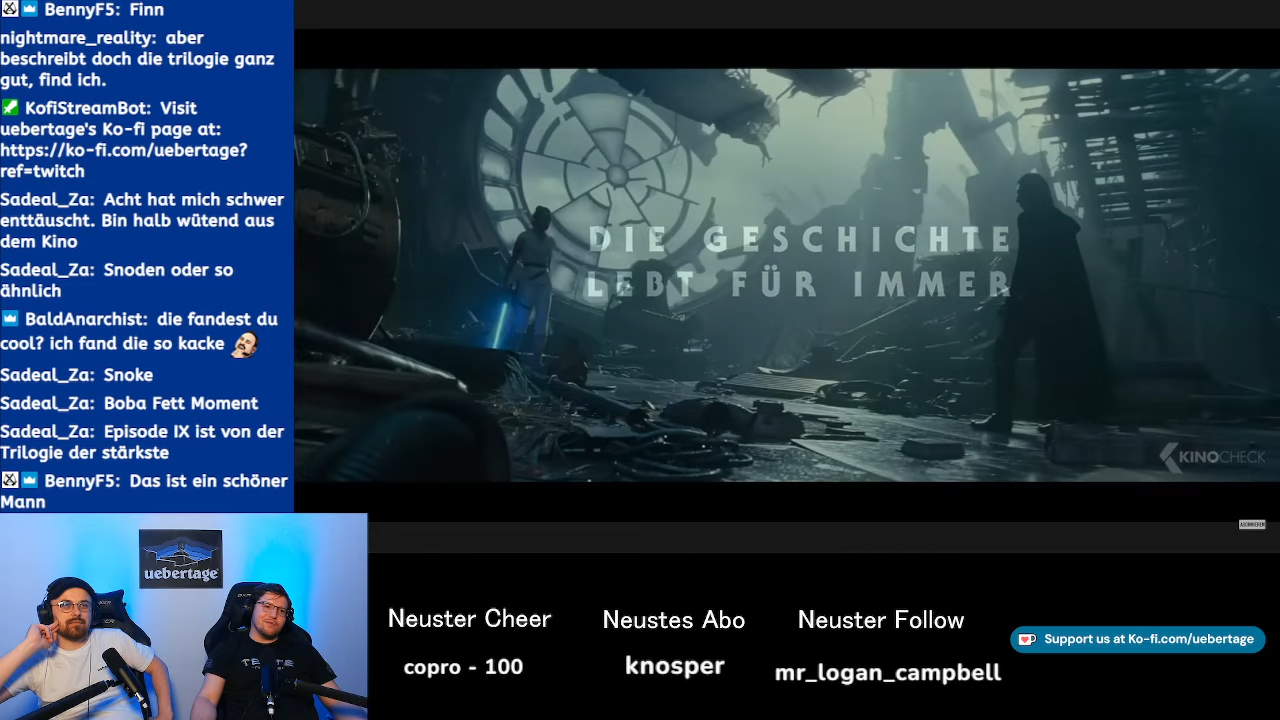 BennyF5: Finn
nightmare_reality: aber
beschreibt doch die trilogie ganz
gut, find ich.
KofiStreamBot: Visit
uebertage's Ko-fi page at:
https://ko-fi.com/uebertage?
ref=twitch
Sadeal_Za: Acht hat mich schwer
enttäuscht. Bin halb wütend aus
dem Kino
Sadeal_Za: Snoden oder so
ähnlich
BaldAnarchist: die fandest du
cool? ich fand die so kacke
Sadeal_Za: Snoke
Sadeal_Za: Boba Fett Moment
Sadeal_Za: Episode IX ist von der
Trilogie der stärkste
BennyF5: Das ist ein schöner
Mann
DIE GESCHICHTE
LEBT FÜR IMMER
KINOCHECK
ABONNIEREN
uebertage
Neuster Cheer
copro - 100
Neustes Abo
knosper
Neuster Follow
mr_logan_campbell
Support us at Ko-fi.com/uebertage